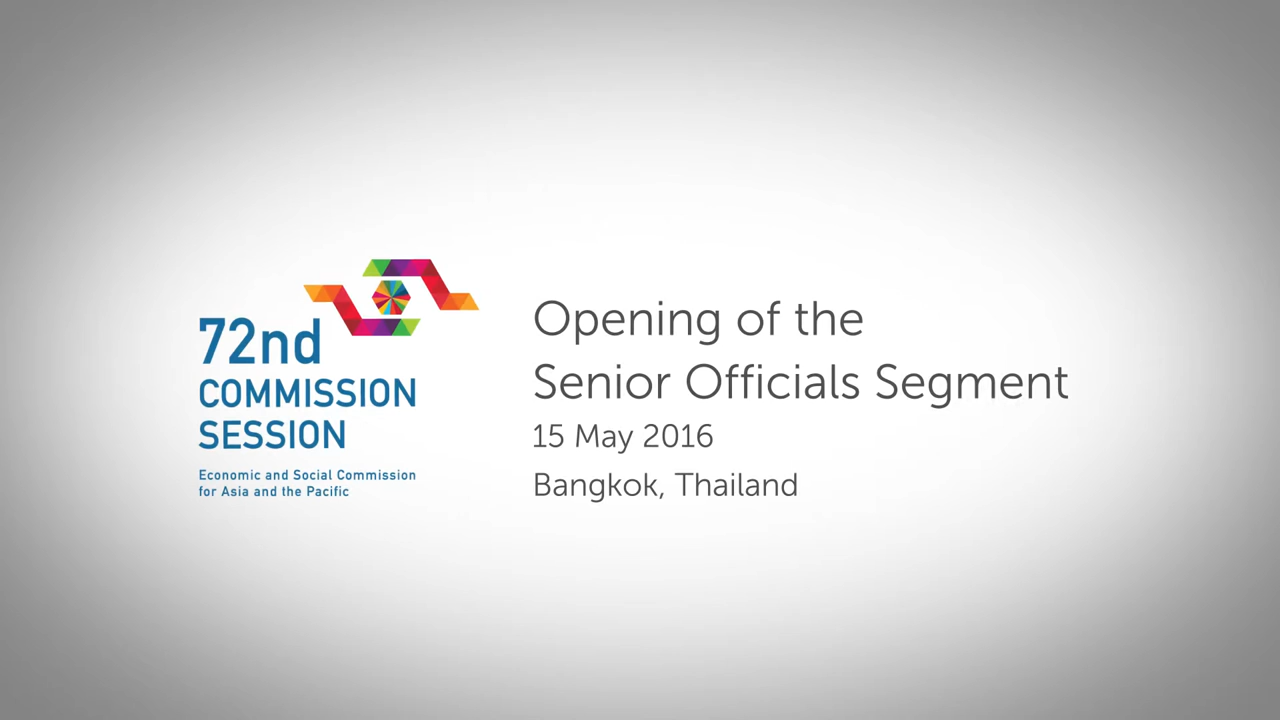 72nd
COMMISSION
SESSION
Economic and Social Commission
for Asia and the Pacific
Opening of the
Senior Officials Segment
15 May 2016
Bangkok, Thailand